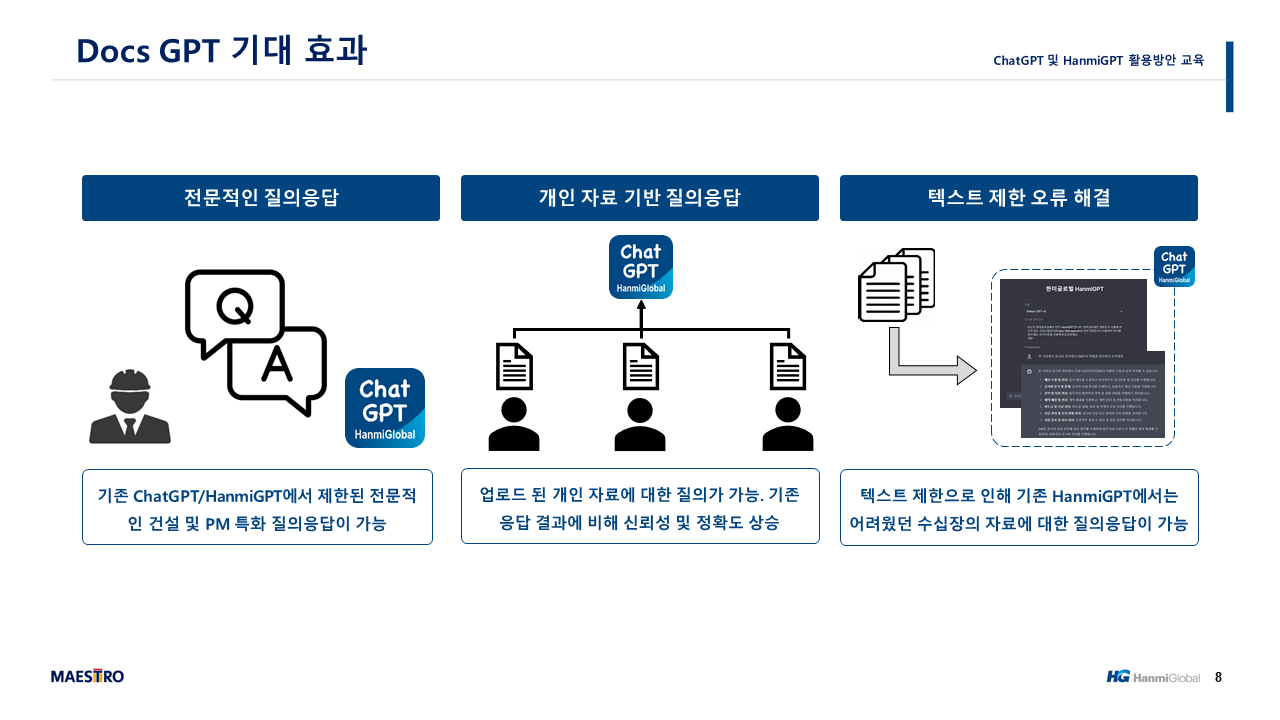 Docs GPT 기대 효과
ChatGPT 및 HanmiGPT 활용방안 교육
전문적인 질의응답
개인 자료 기반 질의응답
텍스트 제한 오류 해결
Q
A
Chat
GPT
HanmiGlobal
Chat
GPT
HanmiGlobal
Chat
GPT
HanmiGlobal
한미글로벌 HanmiGPT
기존 ChatGPT/HanmiGPT에서 제한된 전문적
인 건설 및 PM 특화 질의응답이 가능
업로드 된 개인 자료에 대한 질의가 가능. 기존
응답 결과에 비해 신뢰성 및 정확도 상승
텍스트 제한으로 인해 기존 HanmiGPT에서는
어려웠던 수십장의 자료에 대한 질의응답이 가능
MAESTRO
HG HanmiGlobal
8